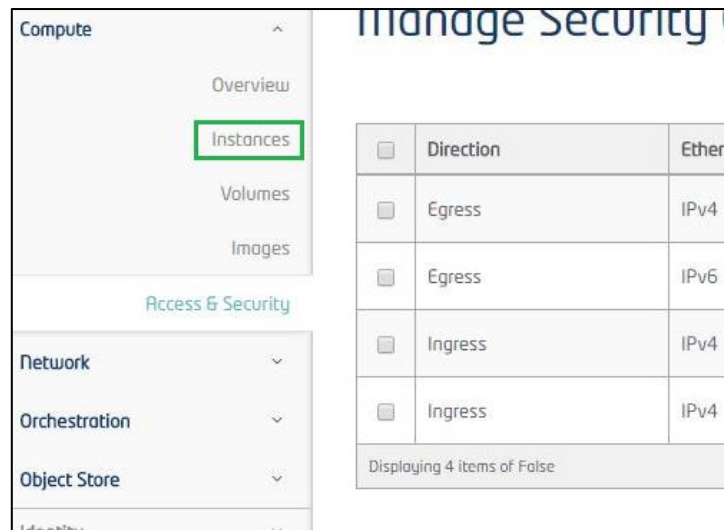 Compute
Overview
Instances
Volumes
Images
Access & Security
Network
Orchestration
Object Store
Identity
Manage Security
Direction Ether
Egress IPv4
Egress IPv6
Ingress IPv4
Ingress IPv4
Displaying 4 items of False